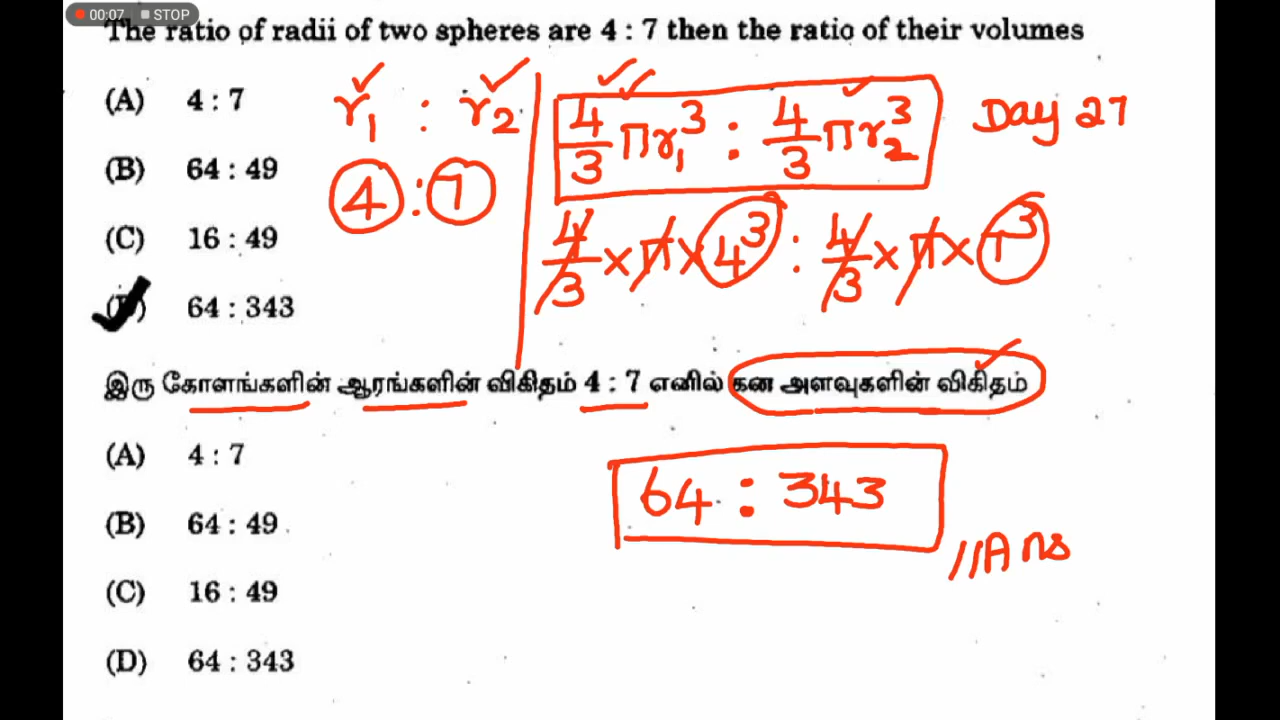 00:07 STOP
The ratio of radii of two spheres are 4 : 7 then the ratio of their volumes
(A) 4 : 7
(B) 64 : 49
(C) 16 : 49
(D) 64 : 343
r₁ : r₂
4 : 7
4/3 πr₁³ : 4/3 πr₂³
Day 27
4/3 × π × 4³ : 4/3 × π × 7³
இரு கோளங்களின் ஆரங்களின் விகிதம் 4 : 7 எனில் கன அளவுகளின் விகிதம்
(A) 4 : 7
(B) 64 : 49
(C) 16 : 49
(D) 64 : 343
64 : 343
//Ans